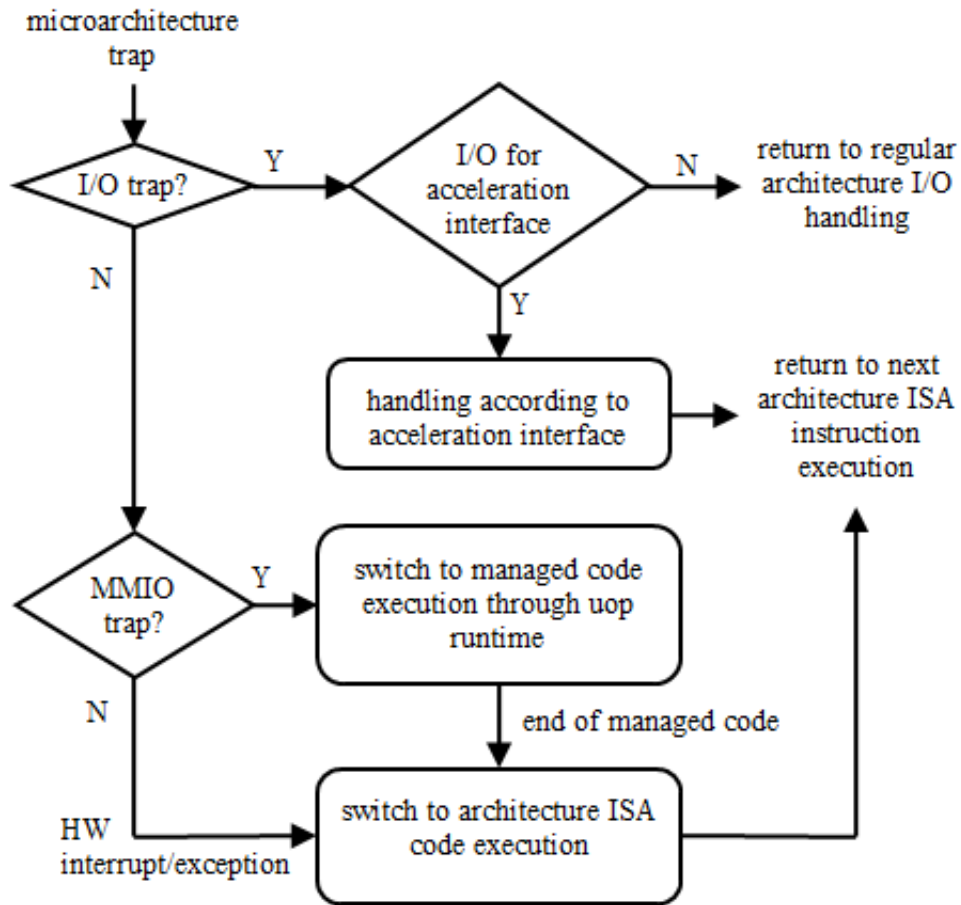 microarchitecture
trap
I/O trap?
Y
I/O for
acceleration
interface
N
return to regular
architecture I/O
handling
N
Y
handling according to
acceleration interface
return to next
architecture ISA
instruction
execution
MMIO
trap?
Y
switch to managed code
execution through uop
runtime
N
end of managed code
HW
interrupt/exception
switch to architecture ISA
code execution